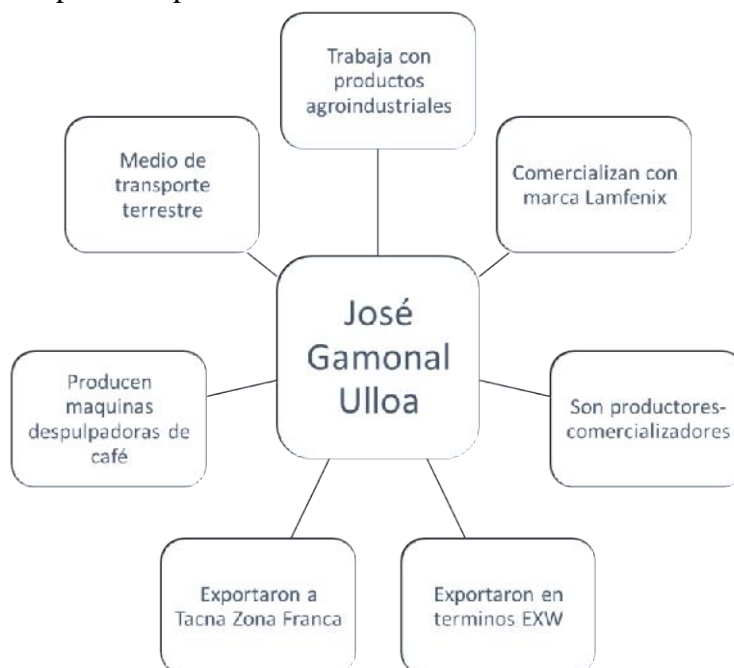 Trabaja con
productos
agroindustriales
Medio de
transporte
terrestre
Comercializan con
marca Lamfenix
José
Gamonal
Ulloa
Producen
maquinas
despulpadoras de
café
Son productores-
comercializadores
Exportaron a
Tacna Zona Franca
Exportaron en
terminos EXW